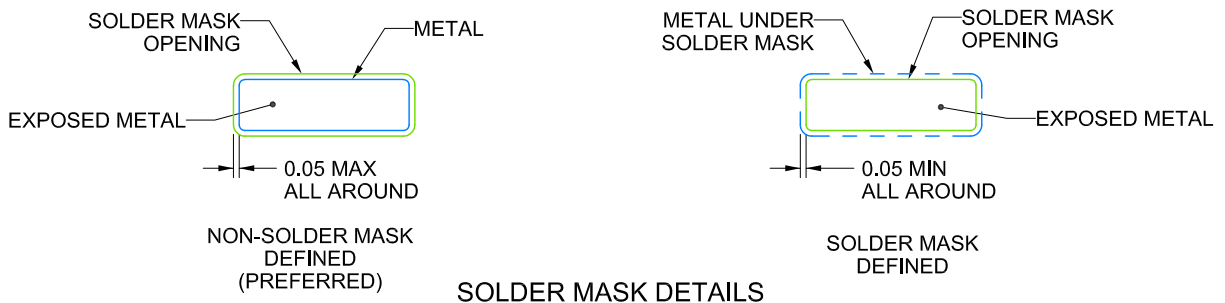 SOLDER MASK
OPENING
METAL
EXPOSED METAL
0.05 MAX
ALL AROUND
NON-SOLDER MASK
DEFINED
(PREFERRED)
METAL UNDER
SOLDER MASK
SOLDER MASK
OPENING
EXPOSED METAL
0.05 MIN
ALL AROUND
SOLDER MASK
DEFINED
SOLDER MASK DETAILS